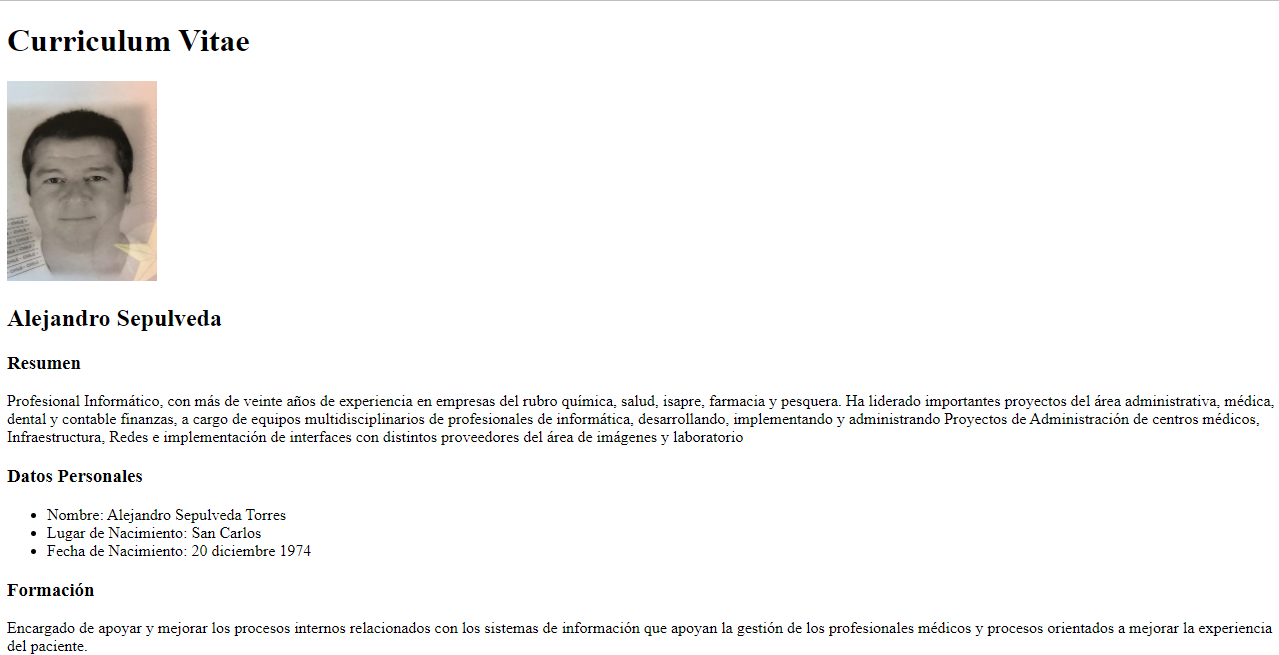 Curriculum Vitae
Alejandro Sepulveda
Resumen
Profesional Informático, con más de veinte años de experiencia en empresas del rubro química, salud, isapre, farmacia y pesquera. Ha liderado importantes proyectos del área administrativa, médica,
dental y contable finanzas, a cargo de equipos multidisciplinarios de profesionales de informática, desarrollando, implementando y administrando Proyectos de Administración de centros médicos,
Infraestructura, Redes e implementación de interfaces con distintos proveedores del área de imágenes y laboratorio
Datos Personales
• Nombre: Alejandro Sepulveda Torres
• Lugar de Nacimiento: San Carlos
• Fecha de Nacimiento: 20 diciembre 1974
Formación
Encargado de apoyar y mejorar los procesos internos relacionados con los sistemas de información que apoyan la gestión de los profesionales médicos y procesos orientados a mejorar la experiencia
del paciente.